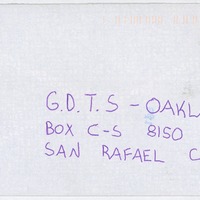 G.D.T.S - OAKL
BOX C-S 8150
SAN RAFAEL C